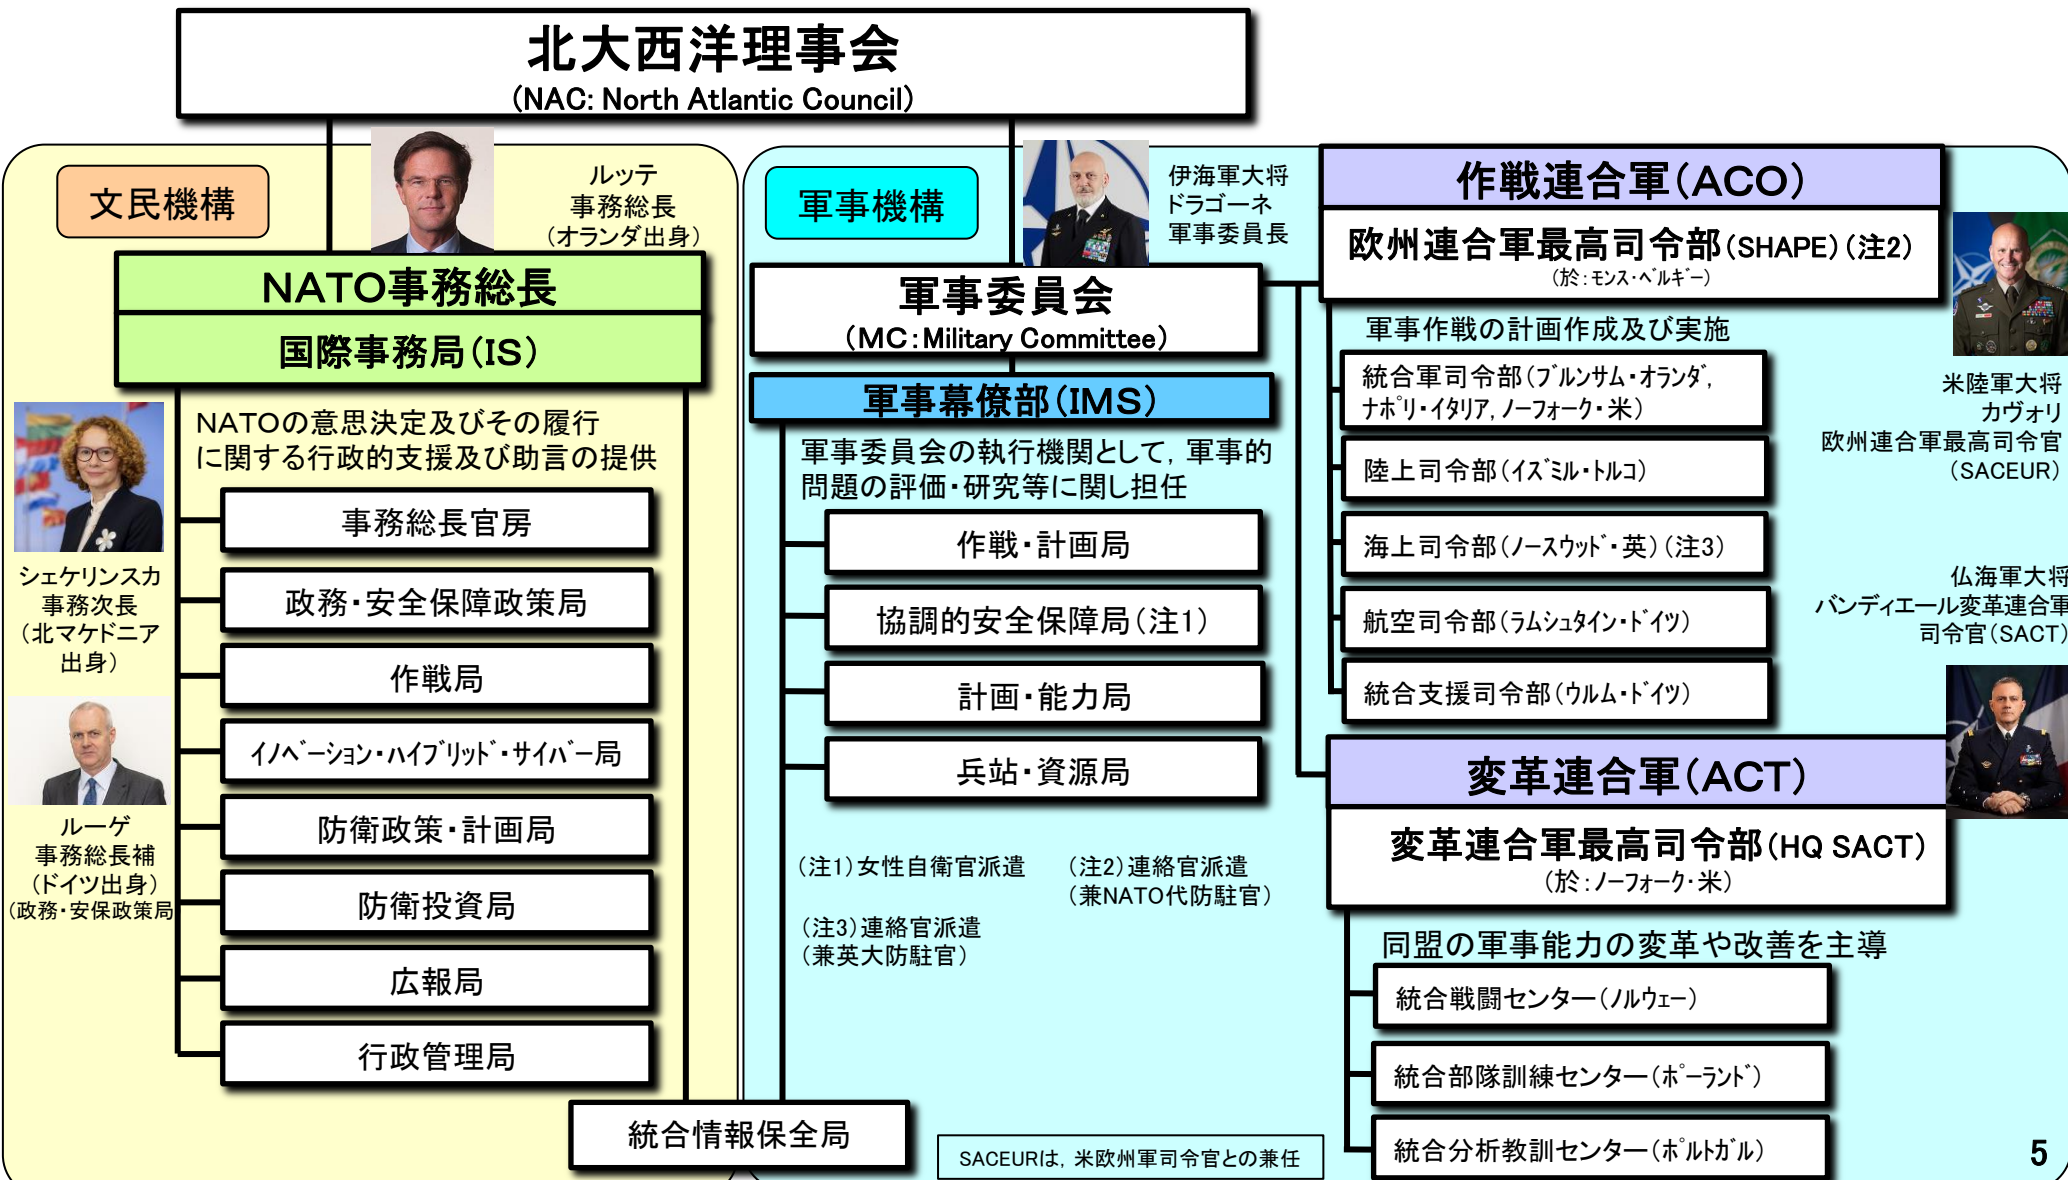 北大西洋理事会
(NAC: North Atlantic Council)
文民機構
ルッテ
事務総長
(オランダ出身)
NATO事務総長
国際事務局(IS)
NATOの意思決定及びその履行
に関する行政的支援及び助言の提供
事務総長官房
政務・安全保障政策局
作戦局
イノベーション・ハイブリッド・サイバー局
防衛政策・計画局
防衛投資局
広報局
行政管理局
シェケリンスカ
事務次長
(北マケドニア
出身)
ルーゲ
事務総長補
(ドイツ出身)
(政務・安保政策局
統合情報保全局
軍事機構
伊海軍大将
ドラゴーネ
軍事委員長
軍事委員会
(MC:Military Committee)
軍事幕僚部(IMS)
軍事委員会の執行機関として,軍事的
問題の評価・研究等に関し担任
作戦・計画局
協調的安全保障局(注1)
計画・能力局
兵站・資源局
(注1)女性自衛官派遣
(注2)連絡官派遣
(兼NATO代防駐官)
(注3)連絡官派遣
(兼英大防駐官)
SACEURは,米欧州軍司令官との兼任
作戦連合軍(ACO)
欧州連合軍最高司令部(SHAPE)(注2)
(於:モンス・ベルギー)
軍事作戦の計画作成及び実施
統合軍司令部(ブルンサム・オランダ,
ナポリ・イタリア,ノーフォーク・米)
陸上司令部(イズミル・トルコ)
海上司令部(ノースウッド・英)(注3)
航空司令部(ラムシュタイン・ドイツ)
統合支援司令部(ウルム・ドイツ)
米陸軍大将
カヴォリ
欧州連合軍最高司令官
(SACEUR)
仏海軍大将
バンディエール変革連合軍
司令官(SACT)
変革連合軍(ACT)
変革連合軍最高司令部(HQ SACT)
(於:ノーフォーク・米)
同盟の軍事能力の変革や改善を主導
統合戦闘センター(ノルウェー)
統合部隊訓練センター(ポーランド)
統合分析教訓センター(ポルトガル)
5